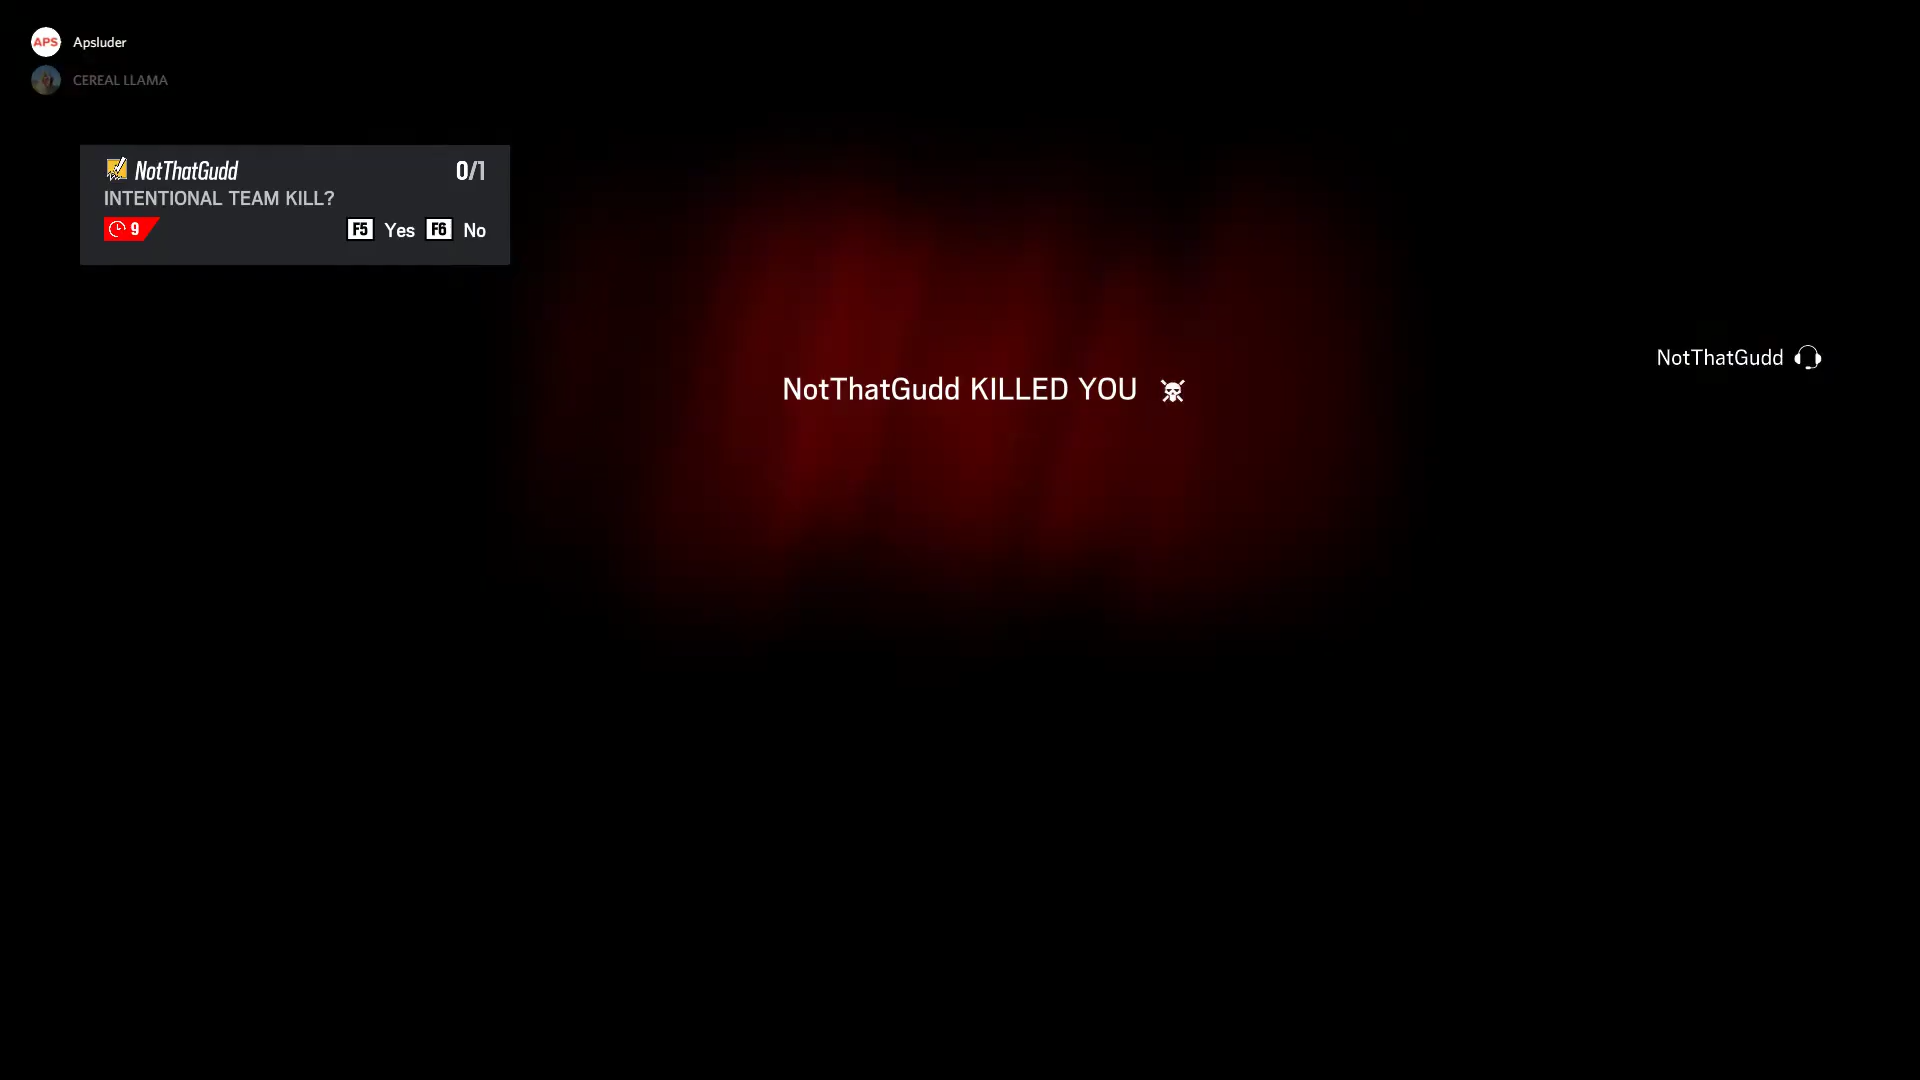 APS Apsluder
CEREAL LLAMA
NotThatGudd 0/1
INTENTIONAL TEAM KILL?
9 F5 Yes F6 No
NotThatGudd
NotThatGudd KILLED YOU